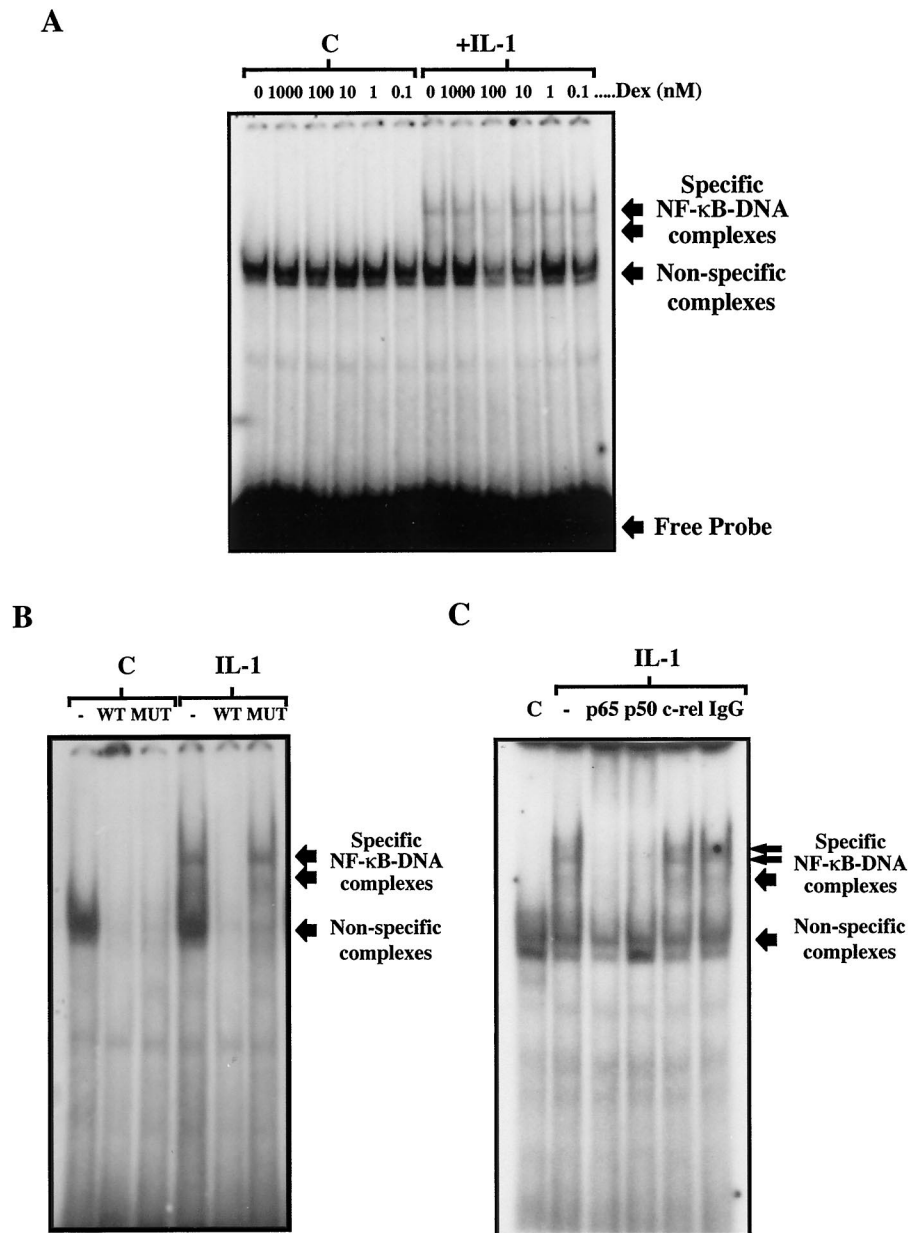 A
C
+IL-1
0 1000 100 10 1 0.1 0 1000 100 10 1 0.1 .....Dex (nM)
Specific
NF-κB-DNA
complexes
Non-specific
complexes
Free Probe
B
C
IL-1
- WT MUT - WT MUT
Specific
NF-κB-DNA
complexes
Non-specific
complexes
C
IL-1
C - p65 p50 c-rel IgG
Specific
NF-κB-DNA
complexes
Non-specific
complexes